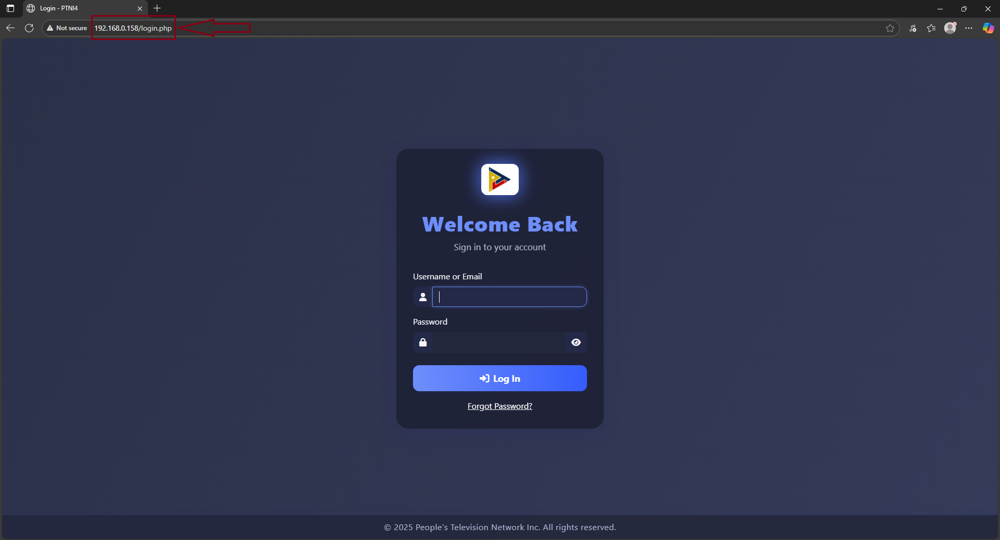 Login - PTNI4
Not secure 192.168.0.158/login.php
Welcome Back
Sign in to your account
Username or Email
Password
Log In
Forgot Password?
© 2025 People's Television Network Inc. All rights reserved.